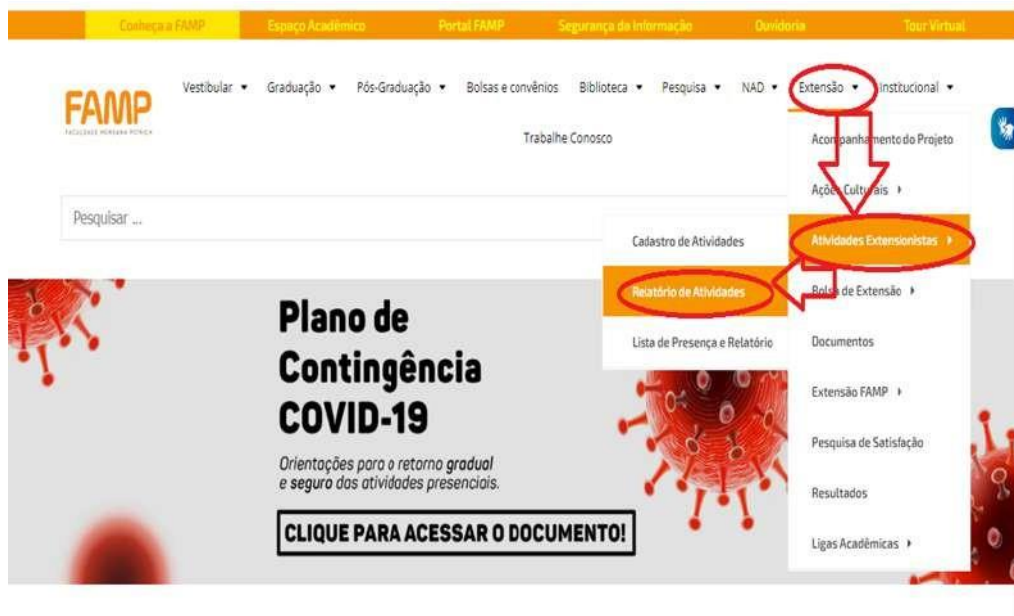 Conheça a FAMP Espaço Acadêmico Portal FAMP Segurança da Informação Ouvidoria Tour Virtual
FAMP
Vestibular Graduação Pós-Graduação Bolsas e convênios Biblioteca Pesquisa NAD Extensão Institucional
Trabalhe Conosco
Pesquisar ...
Acompanhamento do Projeto
Ações Culturais
Atividades Extensionistas
Bolsa de Extensão
Documentos
Extensão FAMP
Pesquisa de Satisfação
Resultados
Ligas Acadêmicas
Cadastro de Atividades
Relatório de Atividades
Lista de Presença e Relatório
Plano de
Contingência
COVID-19
Orientações para o retorno gradual
e seguro das atividades presenciais.
CLIQUE PARA ACESSAR O DOCUMENTO!